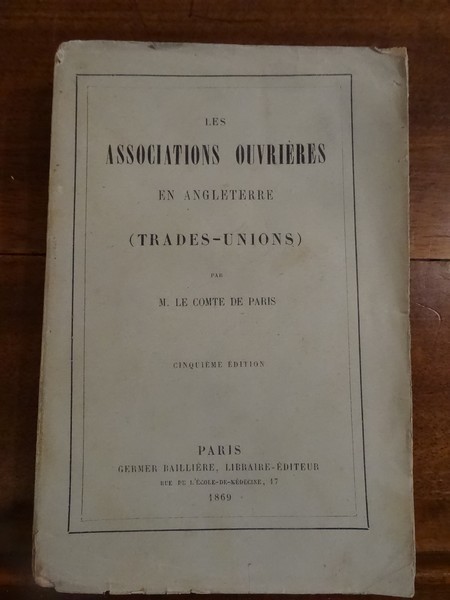 LES
ASSOCIATIONS OUVRIÈRES
EN ANGLETERRE
(TRADES-UNIONS)
PAR
M. LE COMTE DE PARIS
CINQUIÈME ÉDITION
PARIS
GERMER BAILLIÈRE, LIBRAIRE-ÉDITEUR
RUE DE L'ÉCOLE-DE-MÉDECINE, 17
1869